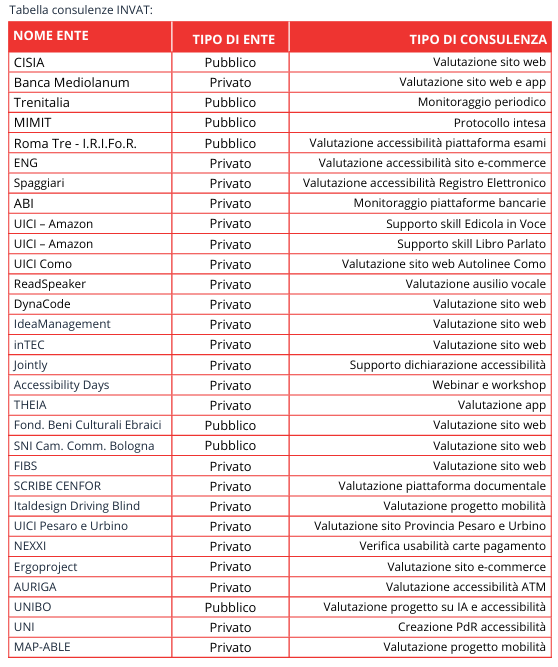 Tabella consulenze INVAT:
NOME ENTE TIPO DI ENTE TIPO DI CONSULENZA
CISIA Pubblico Valutazione sito web
Banca Mediolanum Privato Valutazione sito web e app
Trenitalia Pubblico Monitoraggio periodico
MIMIT Pubblico Protocollo intesa
Roma Tre - I.R.I.Fo.R. Pubblico Valutazione accessibilità piattaforma esami
ENG Privato Valutazione accessibilità sito e-commerce
Spaggiari Privato Valutazione accessibilità Registro Elettronico
ABI Privato Monitoraggio piattaforme bancarie
UICI – Amazon Privato Supporto skill Edicola in Voce
UICI – Amazon Privato Supporto skill Libro Parlato
UICI Como Privato Valutazione sito web Autolinee Como
ReadSpeaker Privato Valutazione ausilio vocale
DynaCode Privato Valutazione sito web
IdeaManagement Privato Valutazione sito web
inTEC Privato Valutazione sito web
Jointly Privato Supporto dichiarazione accessibilità
Accessibility Days Privato Webinar e workshop
THEIA Privato Valutazione app
Fond. Beni Culturali Ebraici Pubblico Valutazione sito web
SNI Cam. Comm. Bologna Pubblico Valutazione sito web
FIBS Privato Valutazione sito web
SCRIBE CENFOR Privato Valutazione piattaforma documentale
Italdesign Driving Blind Privato Valutazione progetto mobilità
UICI Pesaro e Urbino Privato Valutazione sito Provincia Pesaro e Urbino
NEXXI Privato Verifica usabilità carte pagamento
Ergoproject Privato Valutazione sito e-commerce
AURIGA Privato Valutazione accessibilità ATM
UNIBO Pubblico Valutazione progetto su IA e accessibilità
UNI Privato Creazione PdR accessibilità
MAP-ABLE Privato Valutazione progetto mobilità